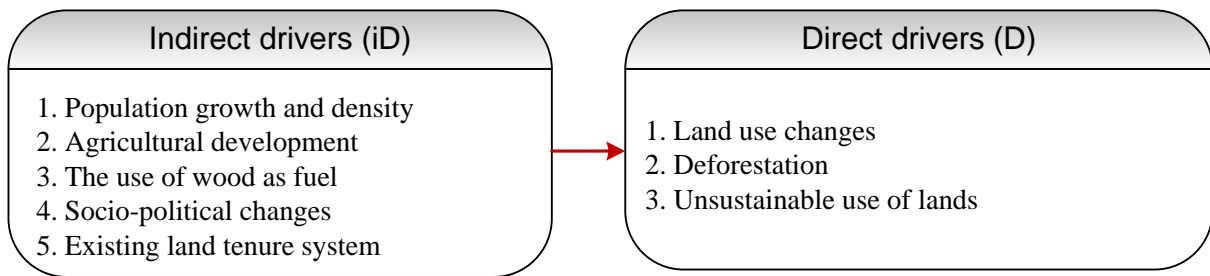 Indirect drivers (iD)
1. Population growth and density
2. Agricultural development
3. The use of wood as fuel
4. Socio-political changes
5. Existing land tenure system
Direct drivers (D)
1. Land use changes
2. Deforestation
3. Unsustainable use of lands